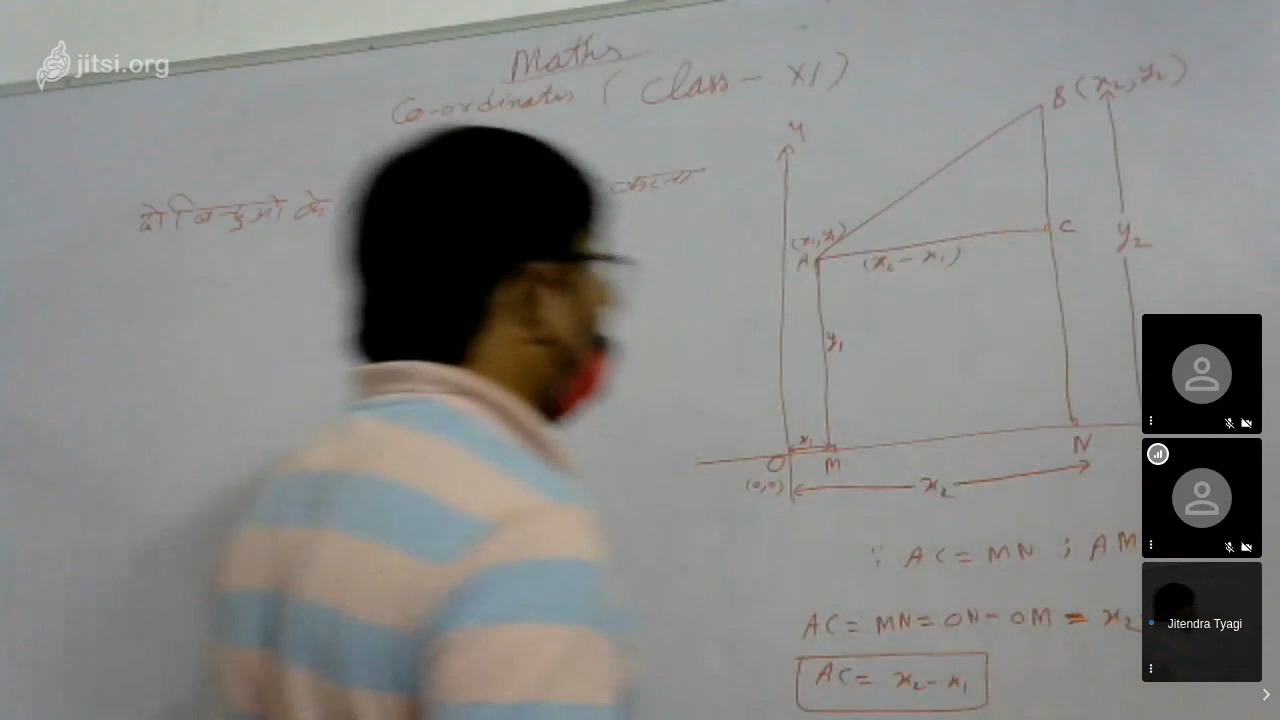 jitsi.org
Maths
Co-ordinates ( Class - XI )
दो बिन्दुओ के
करना
y
B (x₂, y₂)
(x₁, y₁)
A
C
(x₂ - x₁)
y₂
y₁
x₁
O
M
N
(0,0)
x₂
∵ AC = MN ; AM
AC = MN = ON - OM = x₂
AC = x₂ - x₁
Jitendra Tyagi